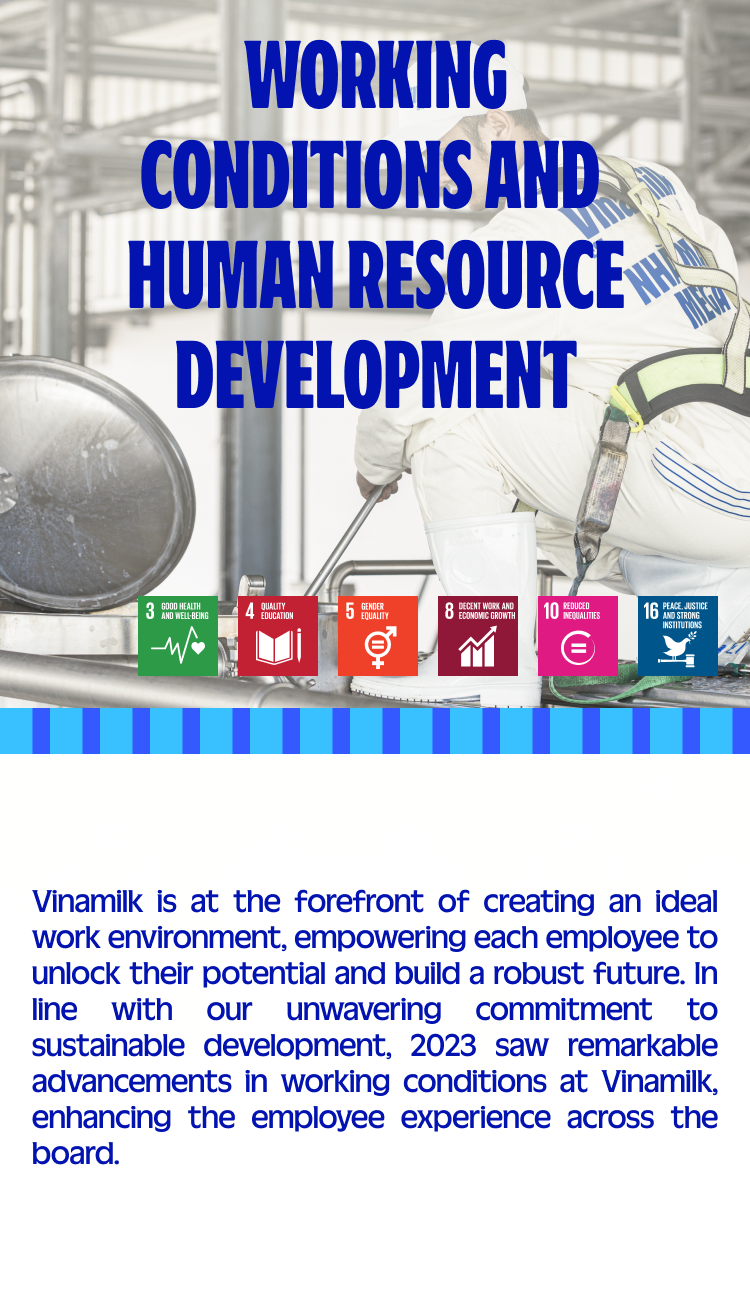 WORKING
CONDITIONS AND
HUMAN RESOURCE
DEVELOPMENT
Vinamilk
NHÀ M
MEGA
3 GOOD HEALTH
AND WELL-BEING
4 QUALITY
EDUCATION
5 GENDER
EQUALITY
8 DECENT WORK AND
ECONOMIC GROWTH
10 REDUCED
INEQUALITIES
16 PEACE, JUSTICE
AND STRONG
INSTITUTIONS
Vinamilk is at the forefront of creating an ideal
work environment, empowering each employee to
unlock their potential and build a robust future. In
line with our unwavering commitment to
sustainable development, 2023 saw remarkable
advancements in working conditions at Vinamilk,
enhancing the employee experience across the
board.